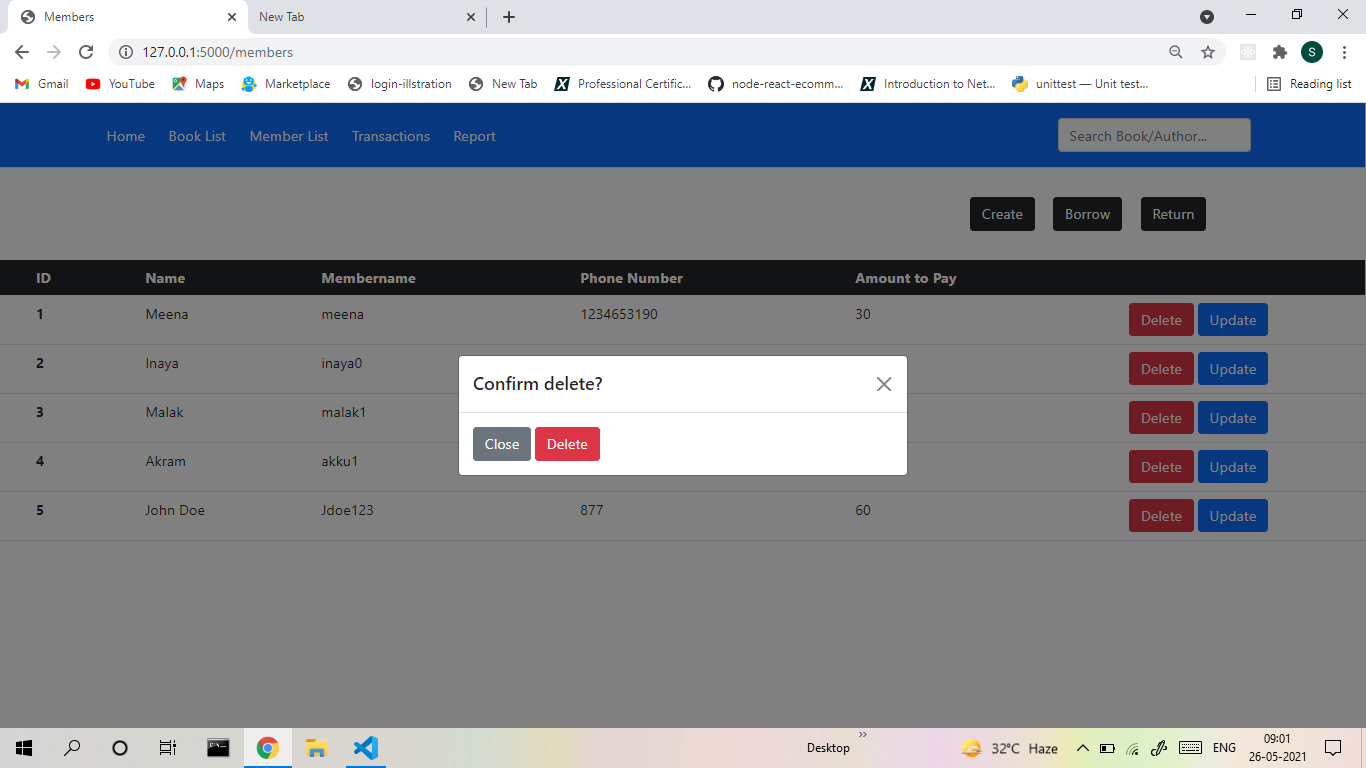 Members
New Tab
127.0.0.1:5000/members
Gmail YouTube Maps Marketplace login-illstration New Tab Professional Certific... node-react-ecomm... Introduction to Net... unittest — Unit test... Reading list
Home Book List Member List Transactions Report Search Book/Author...
Create Borrow Return
ID Name Membername Phone Number Amount to Pay
1 Meena meena 1234653190 30 Delete Update
2 Inaya inaya0 Delete Update
3 Malak malak1 Delete Update
4 Akram akku1 Delete Update
5 John Doe Jdoe123 877 60 Delete Update
Confirm delete?
Close Delete
Desktop 32°C Haze ENG 09:01
26-05-2021